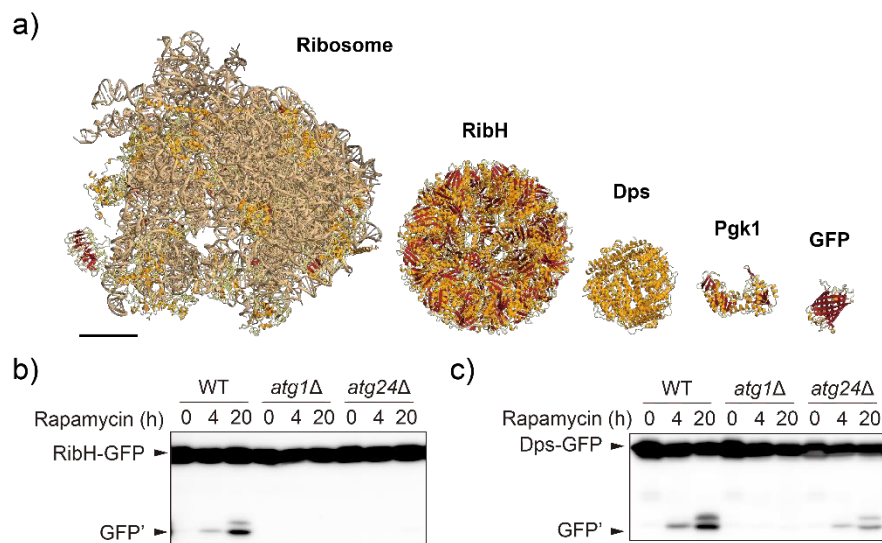 a)
Ribosome
RibH
Dps
Pgk1
GFP
b)
WT atg1Δ atg24Δ
Rapamycin (h) 0 4 20 0 4 20 0 4 20
RibH-GFP
GFP'
c)
WT atg1Δ atg24Δ
Rapamycin (h) 0 4 20 0 4 20 0 4 20
Dps-GFP
GFP'